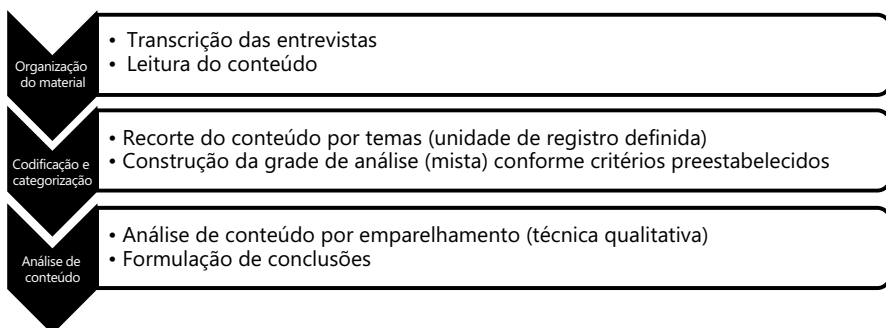 Organização
do material
• Transcrição das entrevistas
• Leitura do conteúdo
Codificação e
categorização
• Recorte do conteúdo por temas (unidade de registro definida)
• Construção da grade de análise (mista) conforme critérios preestabelecidos
Análise de
conteúdo
• Análise de conteúdo por emparelhamento (técnica qualitativa)
• Formulação de conclusões